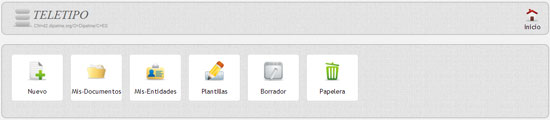 TELETIPO
Inicio
Nuevo
Mis-Documentos
Mis-Entidades
Plantillas
Borrador
Papelera